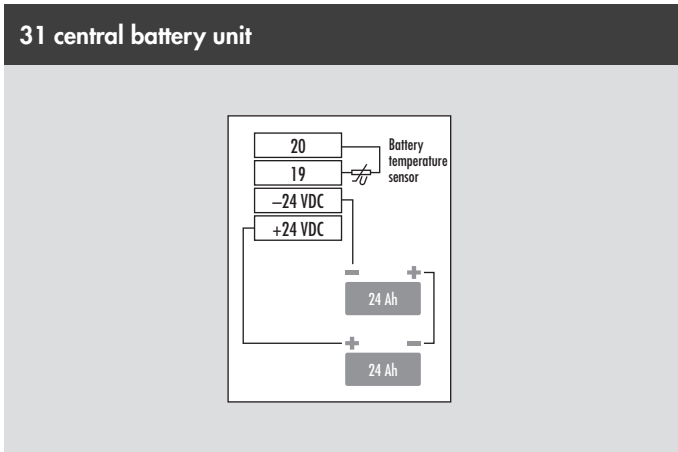 31 central battery unit
20
19
–24 VDC
+24 VDC
Battery
temperature
sensor
– +
24 Ah
+ –
24 Ah